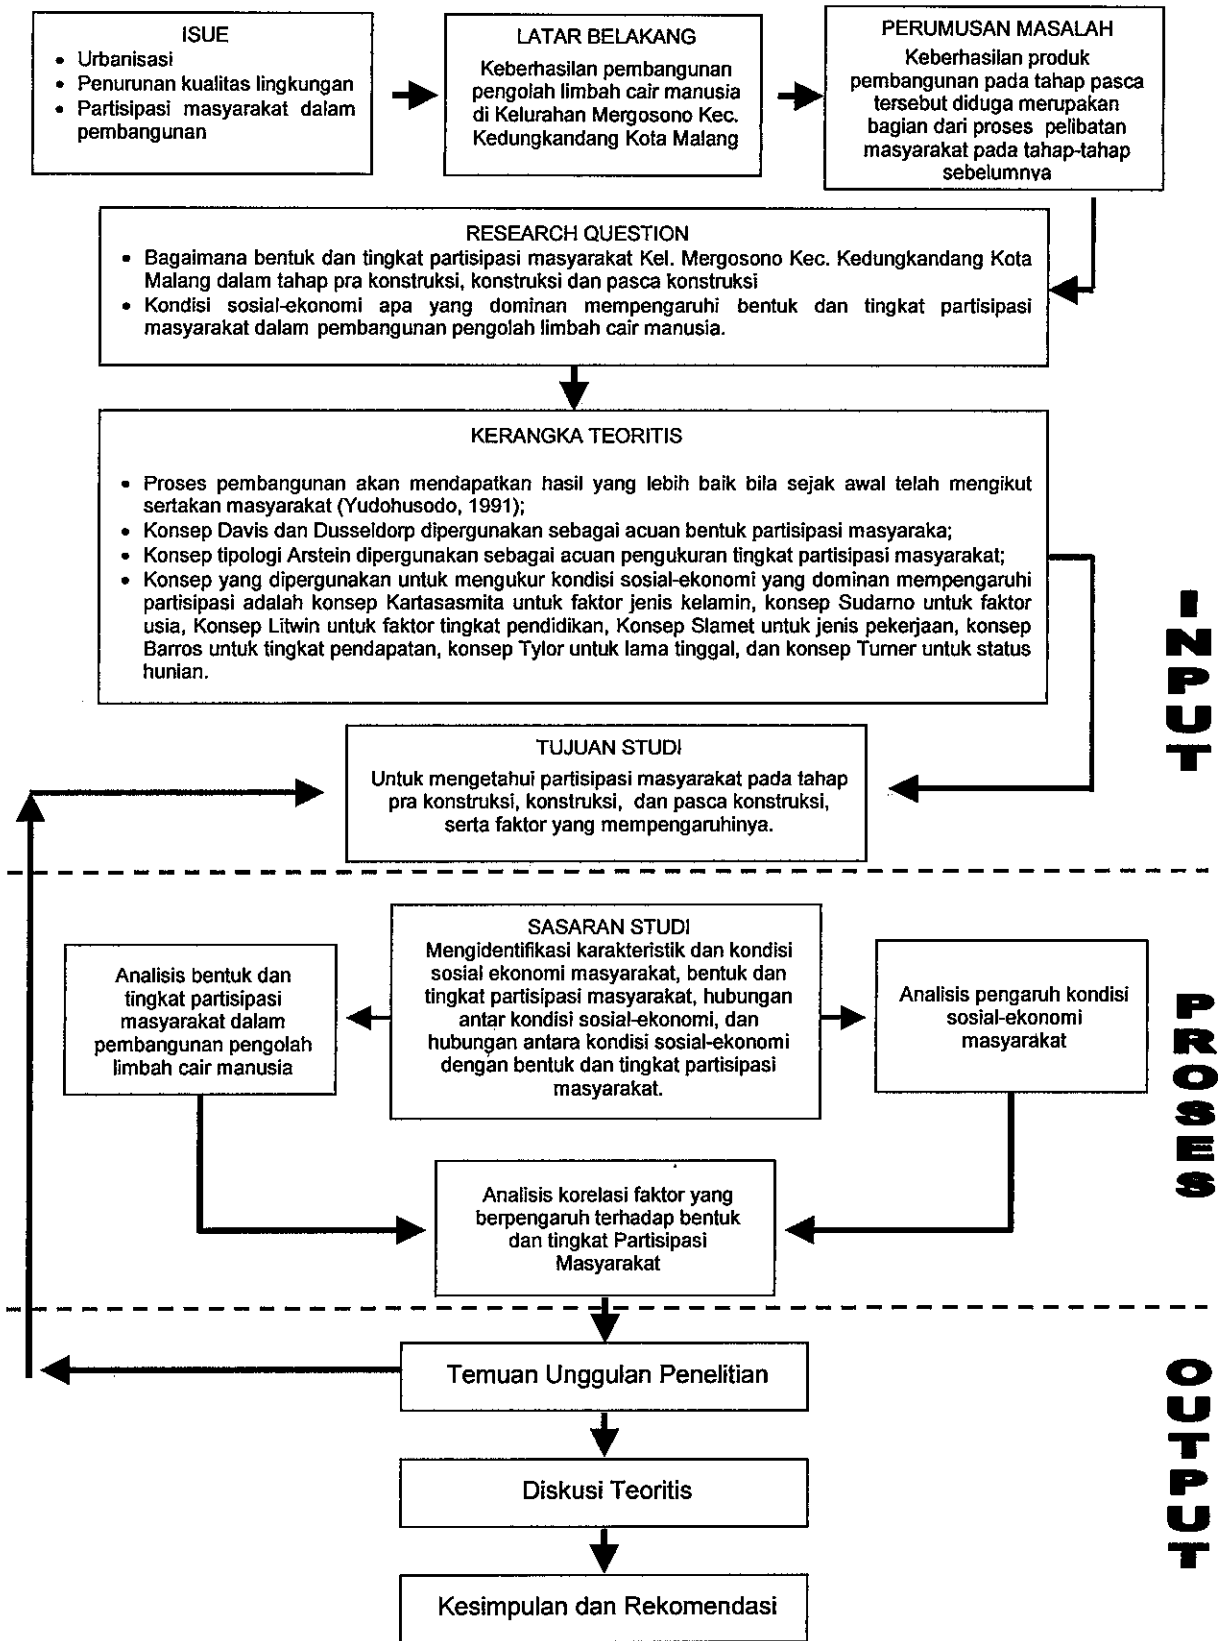 ISUE
• Urbanisasi
• Penurunan kualitas lingkungan
• Partisipasi masyarakat dalam
pembangunan
LATAR BELAKANG
Keberhasilan pembangunan
pengolah limbah cair manusia
di Kelurahan Mergosono Kec.
Kedungkandang Kota Malang
PERUMUSAN MASALAH
Keberhasilan produk
pembangunan pada tahap pasca
tersebut diduga merupakan
bagian dari proses pelibatan
masyarakat pada tahap-tahap
sebelumnya
RESEARCH QUESTION
• Bagaimana bentuk dan tingkat partisipasi masyarakat Kel. Mergosono Kec. Kedungkandang Kota
Malang dalam tahap pra konstruksi, konstruksi dan pasca konstruksi
• Kondisi sosial-ekonomi apa yang dominan mempengaruhi bentuk dan tingkat partisipasi
masyarakat dalam pembangunan pengolah limbah cair manusia.
KERANGKA TEORITIS
• Proses pembangunan akan mendapatkan hasil yang lebih baik bila sejak awal telah mengikut
sertakan masyarakat (Yudohusodo, 1991);
• Konsep Davis dan Dusseldorp dipergunakan sebagai acuan bentuk partisipasi masyaraka;
• Konsep tipologi Arstein dipergunakan sebagai acuan pengukuran tingkat partisipasi masyarakat;
• Konsep yang dipergunakan untuk mengukur kondisi sosial-ekonomi yang dominan mempengaruhi
partisipasi adalah konsep Kartasasmita untuk faktor jenis kelamin, konsep Sudarno untuk faktor
usia, Konsep Litwin untuk faktor tingkat pendidikan, Konsep Slamet untuk jenis pekerjaan, konsep
Barros untuk tingkat pendapatan, konsep Tylor untuk lama tinggal, dan konsep Turner untuk status
hunian.
INPUT
TUJUAN STUDI
Untuk mengetahui partisipasi masyarakat pada tahap
pra konstruksi, konstruksi, dan pasca konstruksi,
serta faktor yang mempengaruhinya.
SASARAN STUDI
Mengidentifikasi karakteristik dan kondisi
sosial ekonomi masyarakat, bentuk dan
tingkat partisipasi masyarakat, hubungan
antar kondisi sosial-ekonomi, dan
hubungan antara kondisi sosial-ekonomi
dengan bentuk dan tingkat partisipasi
masyarakat.
Analisis bentuk dan
tingkat partisipasi
masyarakat dalam
pembangunan pengolah
limbah cair manusia
Analisis pengaruh kondisi
sosial-ekonomi
masyarakat
PROSES
Analisis korelasi faktor yang
berpengaruh terhadap bentuk
dan tingkat Partisipasi
Masyarakat
Temuan Unggulan Penelitian
OUTPUT
Diskusi Teoritis
Kesimpulan dan Rekomendasi